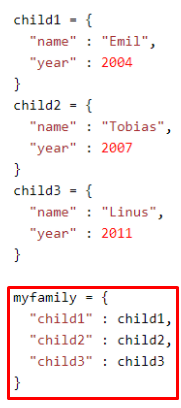 child1 = {
  "name" : "Emil",
  "year" : 2004
}
child2 = {
  "name" : "Tobias",
  "year" : 2007
}
child3 = {
  "name" : "Linus",
  "year" : 2011
}
myfamily = {
  "child1" : child1,
  "child2" : child2,
  "child3" : child3
}